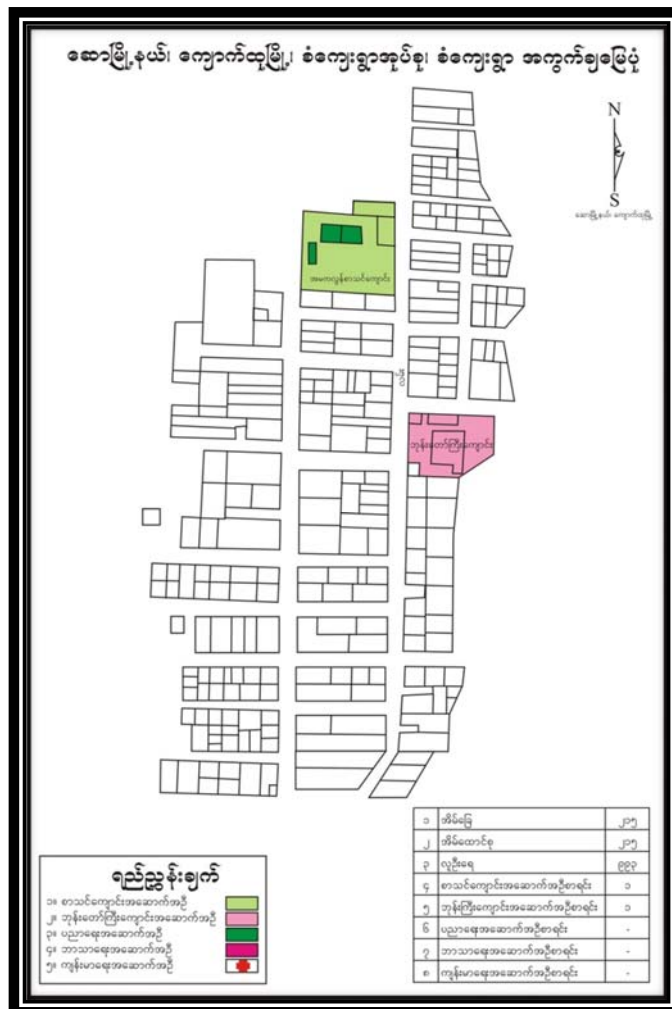 ဆောမြို့နယ်၊ ကျောက်ထုမြို့၊ ခံကျေးရွာအုပ်စု၊ ခံကျေးရွာ အကွက်ချမြေပုံ
N
S
ဆောမြို့နယ် ကျောက်ထုမြို့
အမကလွန်စာသင်ကျောင်း
လမ်း
ဘုန်းတော်ကြီးကျောင်း
ရည်ညွှန်းချက်
၁။ စာသင်ကျောင်းအဆောက်အဦ
၂။ ဘုန်းတော်ကြီးကျောင်းအဆောက်အဦ
၃။ ပညာရေးအဆောက်အဦ
၄။ ဘာသာရေးအဆောက်အဦ
၅။ ကျန်းမာရေးအဆောက်အဦ
၁ အိမ်ခြေ ၂၁၅
၂ အိမ်ထောင်စု ၂၁၅
၃ လူဦးရေ ၉၉၃
၄ စာသင်ကျောင်းအဆောက်အဦစာရင်း ၁
၅ ဘုန်းကြီးကျောင်းအဆောက်အဦစာရင်း ၁
၆ ပညာရေးအဆောက်အဦစာရင်း -
၇ ဘာသာရေးအဆောက်အဦစာရင်း -
၈ ကျန်းမာရေးအဆောက်အဦစာရင်း -